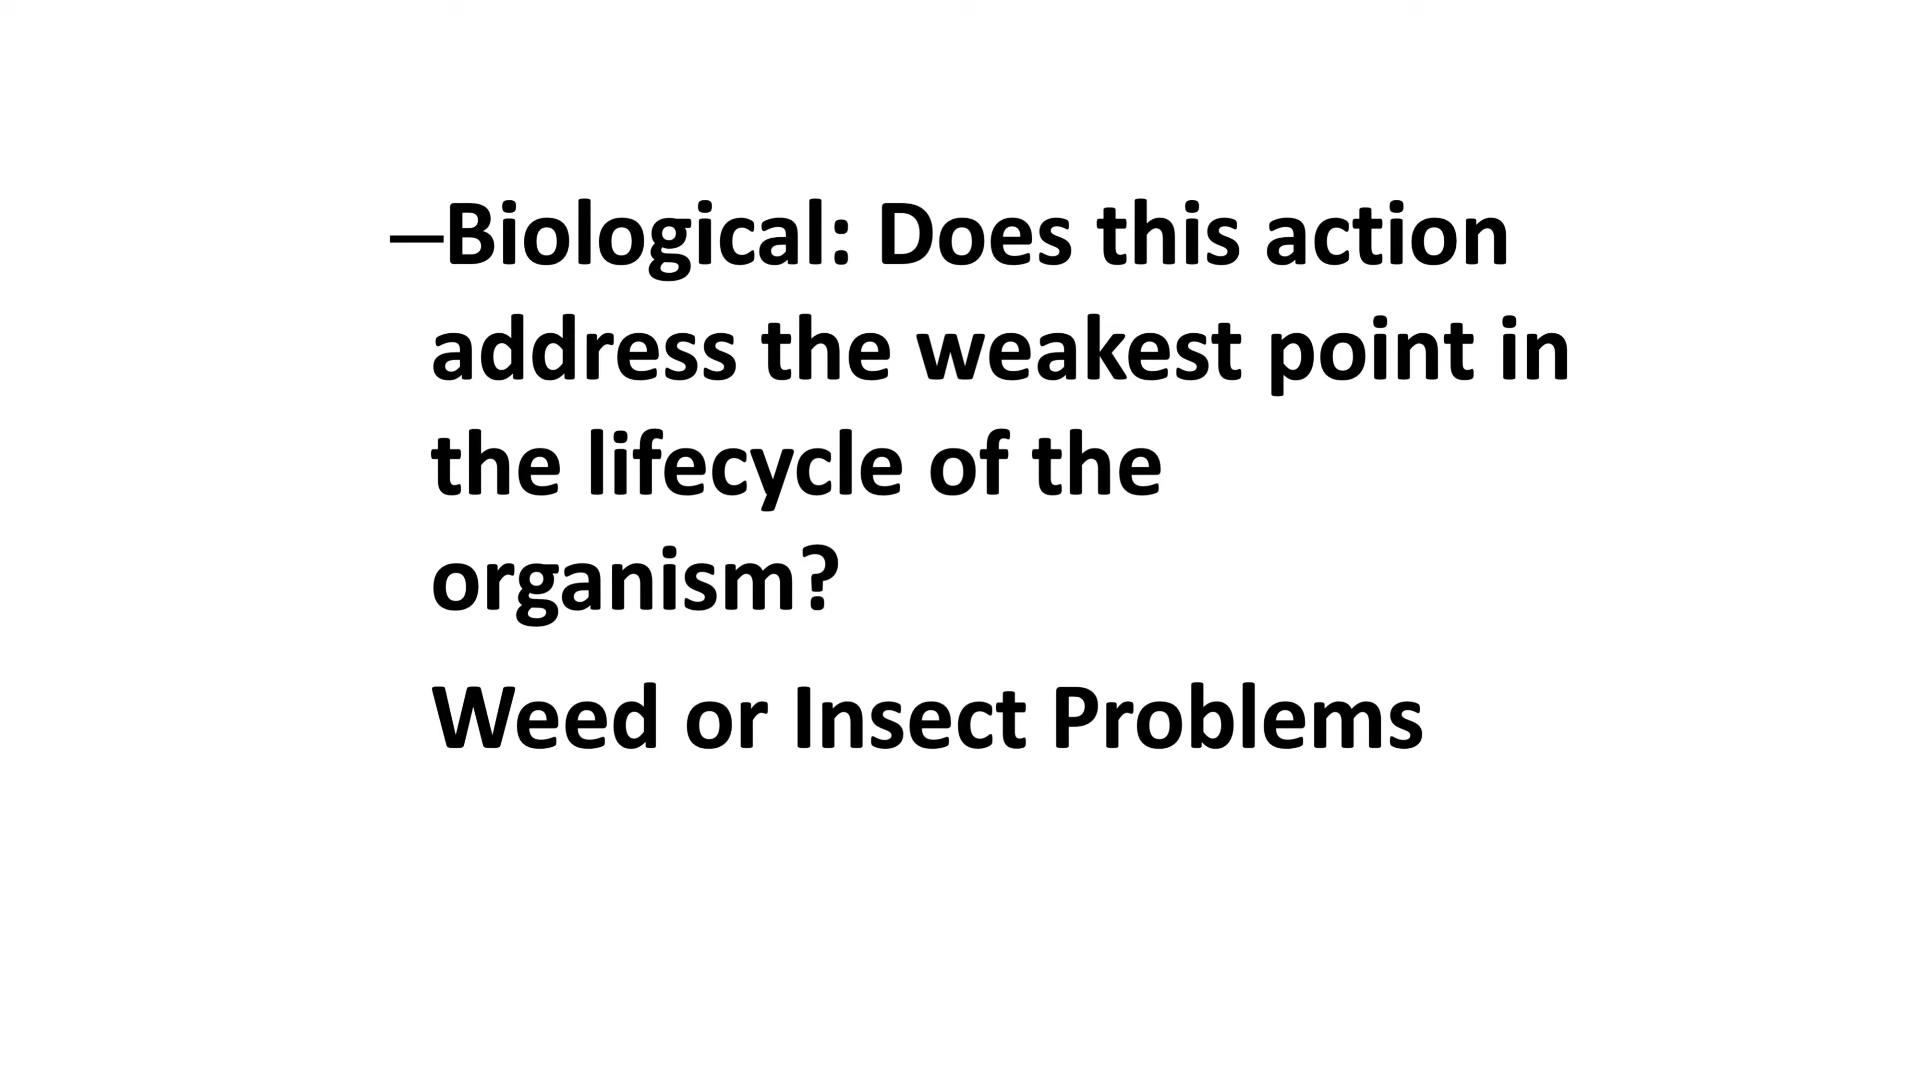 –Biological: Does this action
address the weakest point in
the lifecycle of the
organism?
Weed or Insect Problems